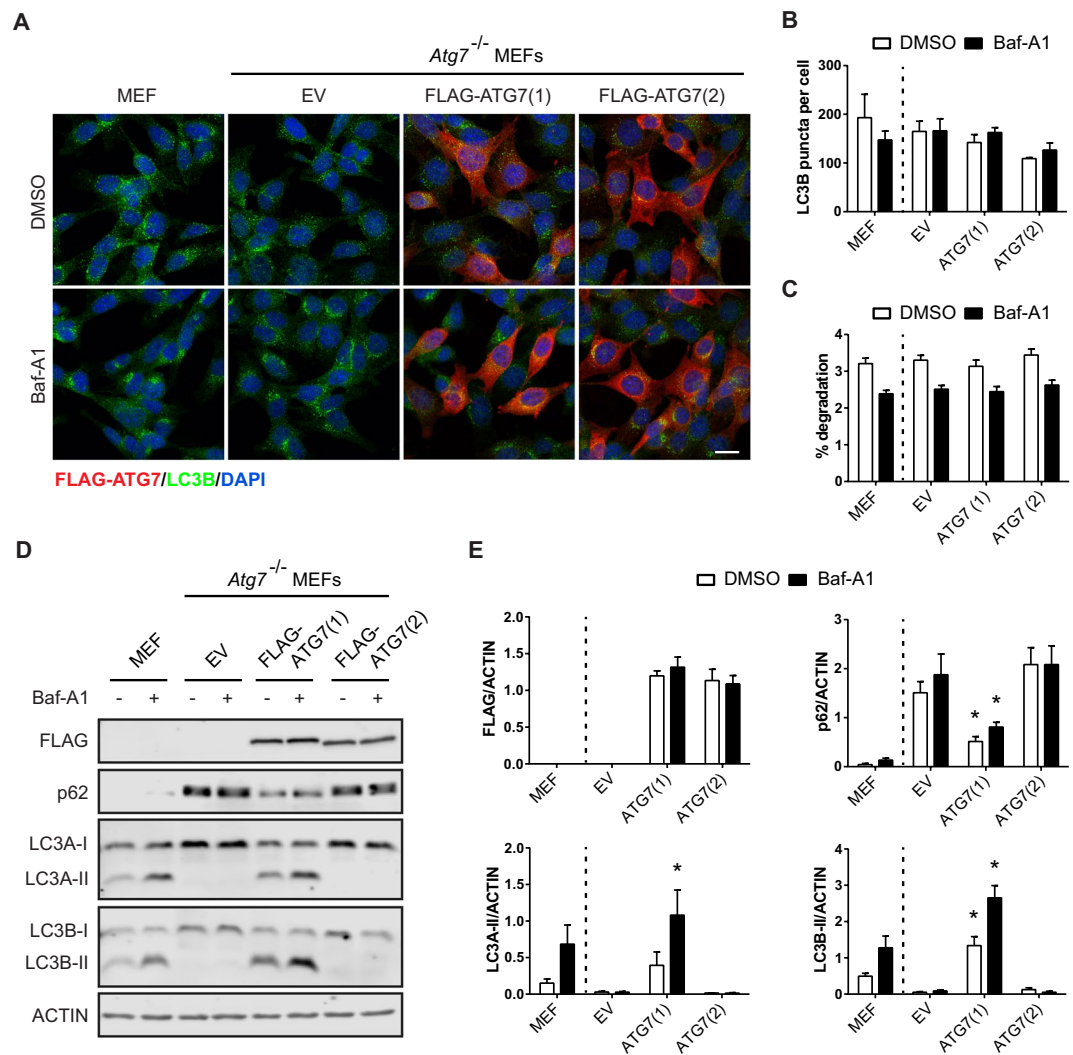 A
Atg7 -/- MEFs
MEF
EV
FLAG-ATG7(1)
FLAG-ATG7(2)
DMSO
Baf-A1
FLAG-ATG7/LC3B/DAPI
B
DMSO
Baf-A1
LC3B puncta per cell
300
200
100
0
MEF
EV
ATG7(1)
ATG7(2)
C
DMSO
Baf-A1
% degradation
4
3
2
1
0
MEF
EV
ATG7 (1)
ATG7 (2)
D
Atg7 -/- MEFs
MEF
EV
FLAG-
ATG7(1)
FLAG-
ATG7(2)
Baf-A1 - + - + - + - +
FLAG
p62
LC3A-I
LC3A-II
LC3B-I
LC3B-II
ACTIN
E
DMSO
Baf-A1
FLAG/ACTIN
2.0
1.5
1.0
0.5
0.0
MEF
EV
ATG7(1)
ATG7(2)
p62/ACTIN
3
2
1
0
* *
MEF
EV
ATG7(1)
ATG7(2)
LC3A-II/ACTIN
2.0
1.5
1.0
0.5
0.0
*
MEF
EV
ATG7(1)
ATG7(2)
LC3B-II/ACTIN
4
3
2
1
0
* *
MEF
EV
ATG7(1)
ATG7(2)